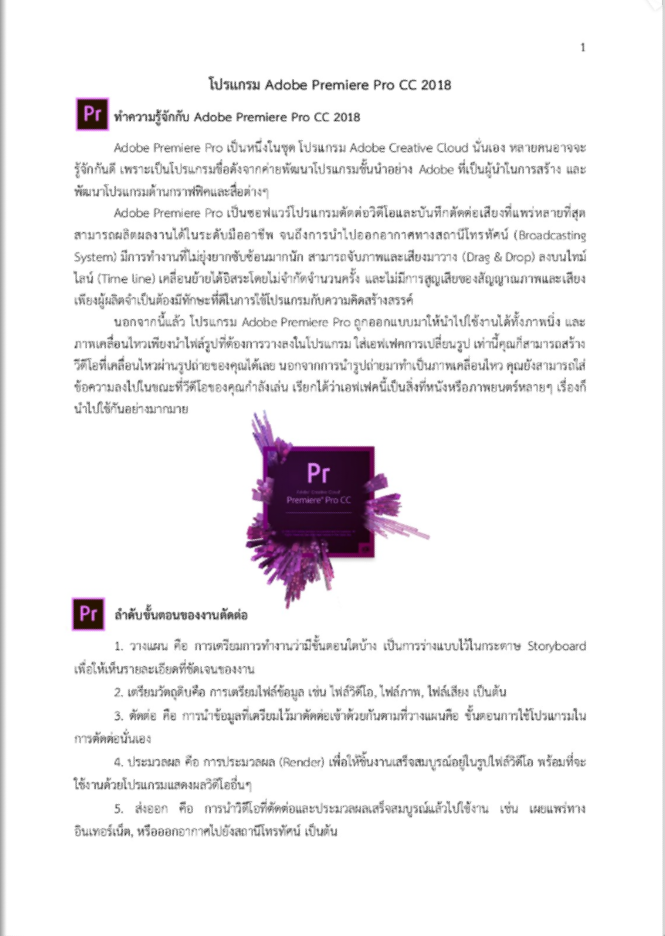 1
โปรแกรม Adobe Premiere Pro CC 2018
Pr ทำความรู้จักกับ Adobe Premiere Pro CC 2018
Adobe Premiere Pro เป็นหนึ่งในชุด โปรแกรม Adobe Creative Cloud นั่นเอง หลายคนอาจจะ
รู้จักกันดี เพราะเป็นโปรแกรมชื่อดังจากค่ายพัฒนาโปรแกรมชั้นนำอย่าง Adobe ที่เป็นผู้นำในการสร้าง และ
พัฒนาโปรแกรมด้านกราฟฟิคและสื่อต่างๆ
Adobe Premiere Pro เป็นซอฟแวร์โปรแกรมตัดต่อวิดีโอและบันทึกตัดต่อเสียงที่แพร่หลายที่สุด
สามารถผลิตผลงานได้ในระดับมืออาชีพ จนถึงการนำไปออกอากาศทางสถานีโทรทัศน์ (Broadcasting
System) มีการทำงานที่ไม่ยุ่งยากซับซ้อนมากนัก สามารถจับภาพและเสียงมาวาง (Drag & Drop) ลงบนไทม์
ไลน์ (Time line) เคลื่อนย้ายได้อิสระโดยไม่จำกัดจำนวนครั้ง และไม่มีการสูญเสียของสัญญาณภาพและเสียง
เพียงผู้ผลิตจำเป็นต้องมีทักษะที่ดีในการใช้โปรแกรมกับความคิดสร้างสรรค์
นอกจากนี้แล้ว โปรแกรม Adobe Premiere Pro ถูกออกแบบมาให้นำไปใช้งานได้ทั้งภาพนิ่ง และ
ภาพเคลื่อนไหวเพียงนำไฟล์รูปที่ต้องการวางลงในโปรแกรม ใส่เอฟเฟคการเปลี่ยนรูป เท่านี้คุณก็สามารถสร้าง
วีดีโอที่เคลื่อนไหวผ่านรูปถ่ายของคุณได้เลย นอกจากการนำรูปถ่ายมาทำเป็นภาพเคลื่อนไหว คุณยังสามารถใส่
ข้อความลงไปในขณะที่วีดีโอของคุณกำลังเล่น เรียกได้ว่าเอฟเฟคนี้เป็นสิ่งที่หนังหรือภาพยนตร์หลายๆ เรื่องก็
นำไปใช้กันอย่างมากมาย
Pr
Adobe Creative Cloud
Premiere® Pro CC
Pr ลำดับขั้นตอนของงานตัดต่อ
1. วางแผน คือ การเตรียมการทำงานว่ามีขั้นตอนใดบ้าง เป็นการร่างแบบไว้ในกระดาษ Storyboard
เพื่อให้เห็นรายละเอียดที่ชัดเจนของงาน
2. เตรียมวัตถุดิบคือ การเตรียมไฟล์ข้อมูล เช่น ไฟล์วิดีโอ, ไฟล์ภาพ, ไฟล์เสียง เป็นต้น
3. ตัดต่อ คือ การนำข้อมูลที่เตรียมไว้มาตัดต่อเข้าด้วยกันตามที่วางแผนคือ ขั้นตอนการใช้โปรแกรมใน
การตัดต่อนั่นเอง
4. ประมวลผล คือ การประมวลผล (Render) เพื่อให้ชิ้นงานเสร็จสมบูรณ์อยู่ในรูปไฟล์วิดีโอ พร้อมที่จะ
ใช้งานด้วยโปรแกรมแสดงผลวิดีโออื่นๆ
5. ส่งออก คือ การนำวิดีโอที่ตัดต่อและประมวลผลเสร็จสมบูรณ์แล้วไปใช้งาน เช่น เผยแพร่ทาง
อินเทอร์เน็ต, หรือออกอากาศไปยังสถานีโทรทัศน์ เป็นต้น